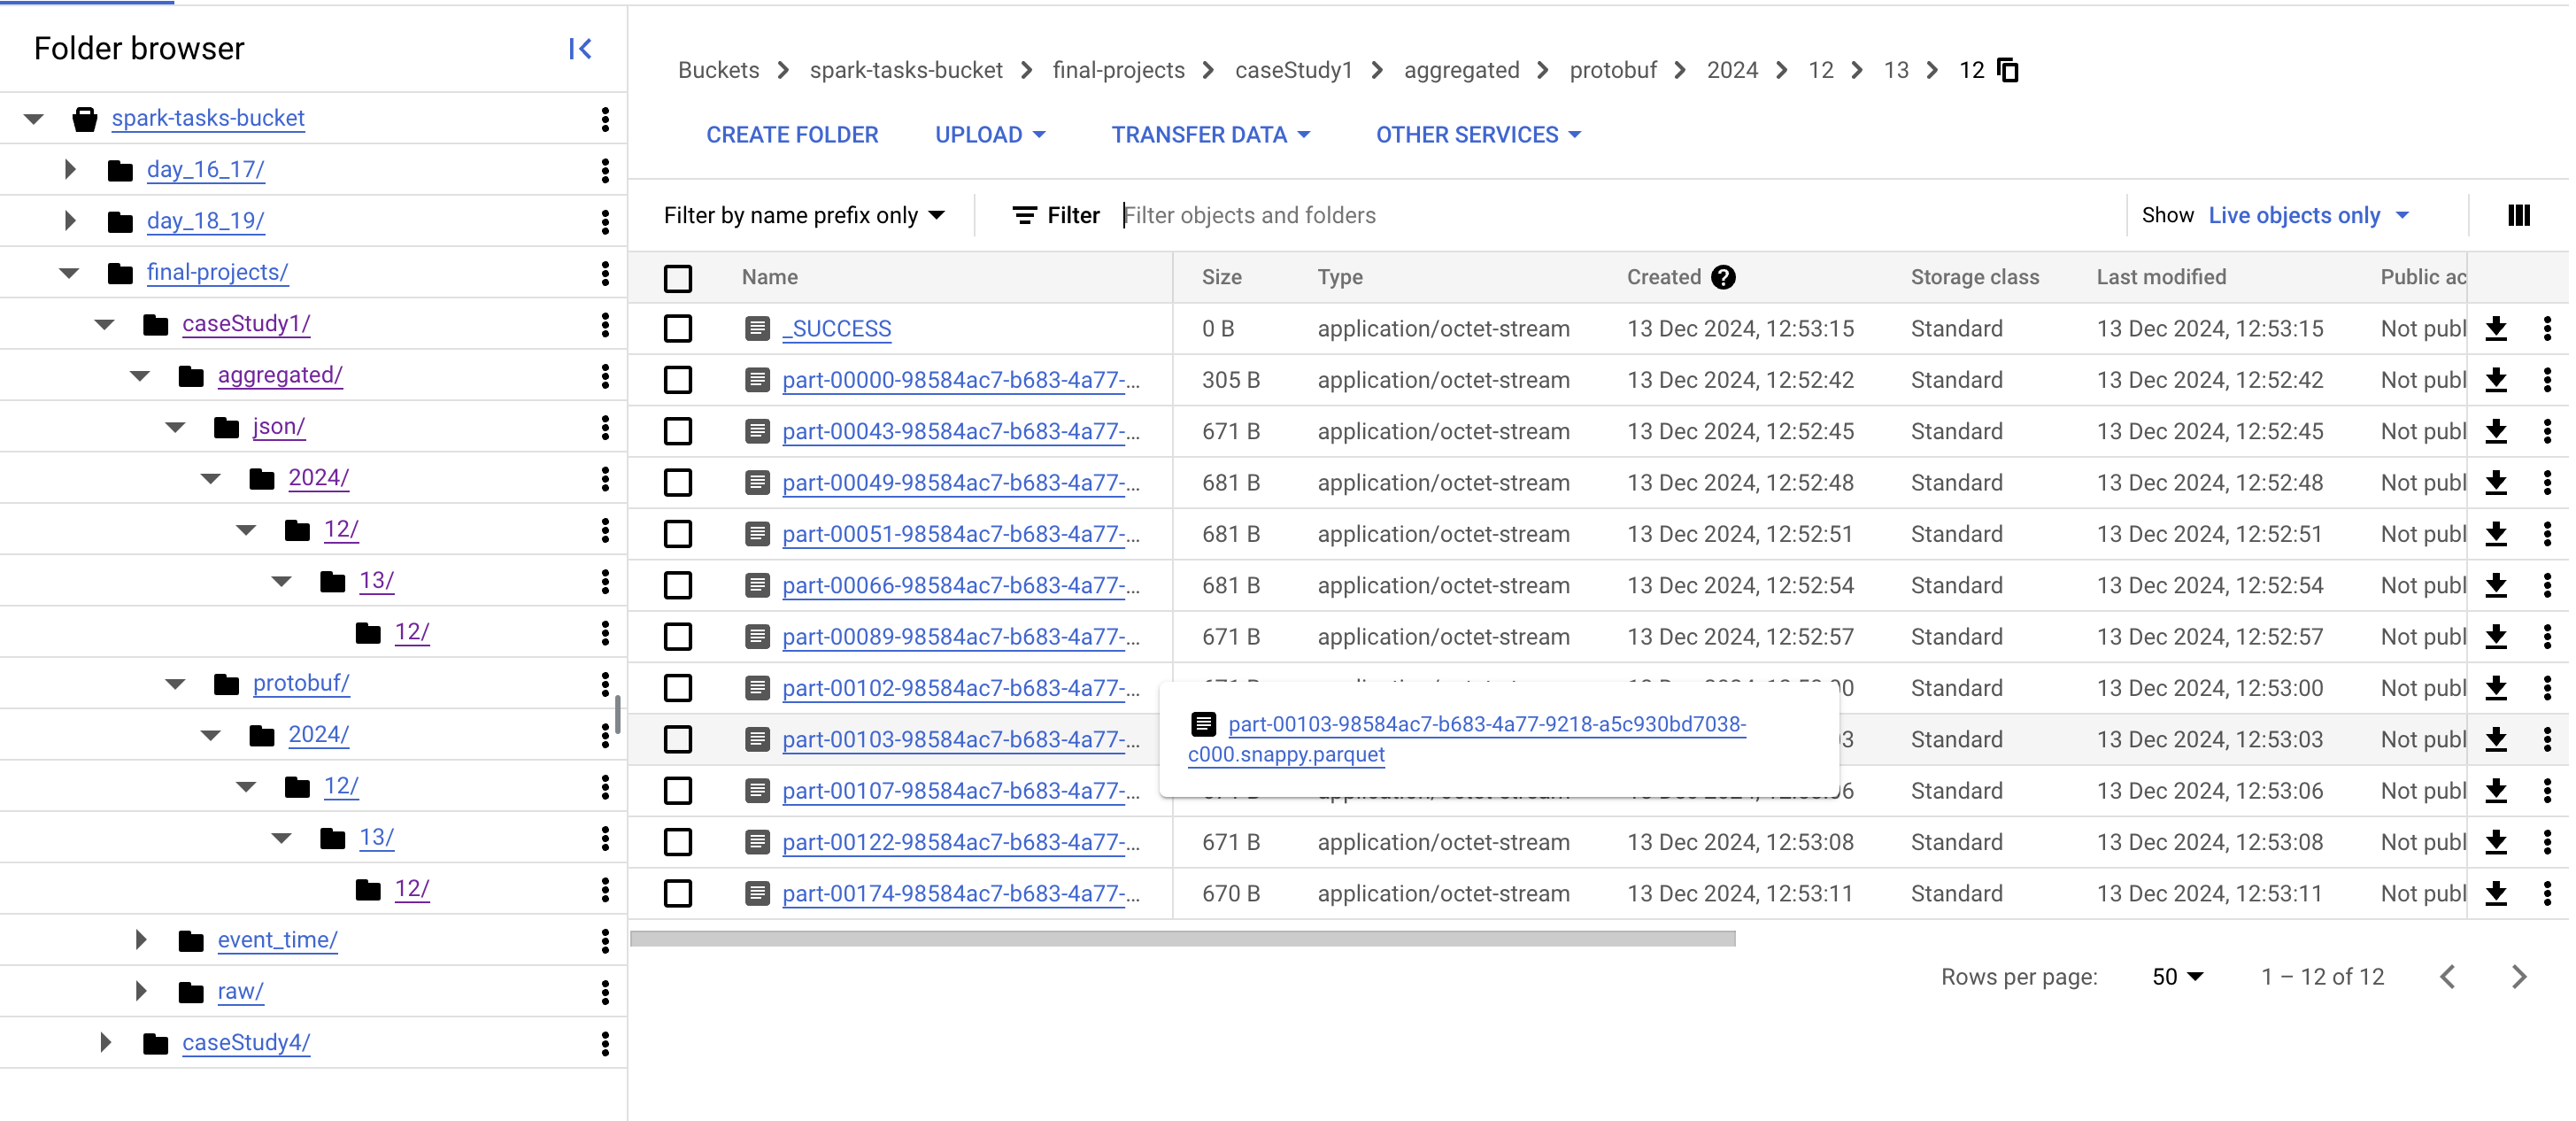 Folder browser
spark-tasks-bucket
day_16_17/
day_18_19/
final-projects/
caseStudy1/
aggregated/
json/
2024/
12/
13/
12/
protobuf/
2024/
12/
13/
12/
event_time/
raw/
caseStudy4/
Buckets spark-tasks-bucket final-projects caseStudy1 aggregated protobuf 2024 12 13 12
CREATE FOLDER UPLOAD TRANSFER DATA OTHER SERVICES
Filter by name prefix only Filter Filter objects and folders Show Live objects only
Name Size Type Created Storage class Last modified Public ac
_SUCCESS 0 B application/octet-stream 13 Dec 2024, 12:53:15 Standard 13 Dec 2024, 12:53:15 Not publ
part-00000-98584ac7-b683-4a77-... 305 B application/octet-stream 13 Dec 2024, 12:52:42 Standard 13 Dec 2024, 12:52:42 Not publ
part-00043-98584ac7-b683-4a77-... 671 B application/octet-stream 13 Dec 2024, 12:52:45 Standard 13 Dec 2024, 12:52:45 Not publ
part-00049-98584ac7-b683-4a77-... 681 B application/octet-stream 13 Dec 2024, 12:52:48 Standard 13 Dec 2024, 12:52:48 Not publ
part-00051-98584ac7-b683-4a77-... 681 B application/octet-stream 13 Dec 2024, 12:52:51 Standard 13 Dec 2024, 12:52:51 Not publ
part-00066-98584ac7-b683-4a77-... 681 B application/octet-stream 13 Dec 2024, 12:52:54 Standard 13 Dec 2024, 12:52:54 Not publ
part-00089-98584ac7-b683-4a77-... 671 B application/octet-stream 13 Dec 2024, 12:52:57 Standard 13 Dec 2024, 12:52:57 Not publ
part-00102-98584ac7-b683-4a77-... Standard 13 Dec 2024, 12:53:00 Not publ
part-00103-98584ac7-b683-4a77-9218-a5c930bd7038-
c000.snappy.parquet
part-00103-98584ac7-b683-4a77-... Standard 13 Dec 2024, 12:53:03 Not publ
part-00107-98584ac7-b683-4a77-... Standard 13 Dec 2024, 12:53:06 Not publ
part-00122-98584ac7-b683-4a77-... 671 B application/octet-stream 13 Dec 2024, 12:53:08 Standard 13 Dec 2024, 12:53:08 Not publ
part-00174-98584ac7-b683-4a77-... 670 B application/octet-stream 13 Dec 2024, 12:53:11 Standard 13 Dec 2024, 12:53:11 Not publ
Rows per page: 50 1 – 12 of 12